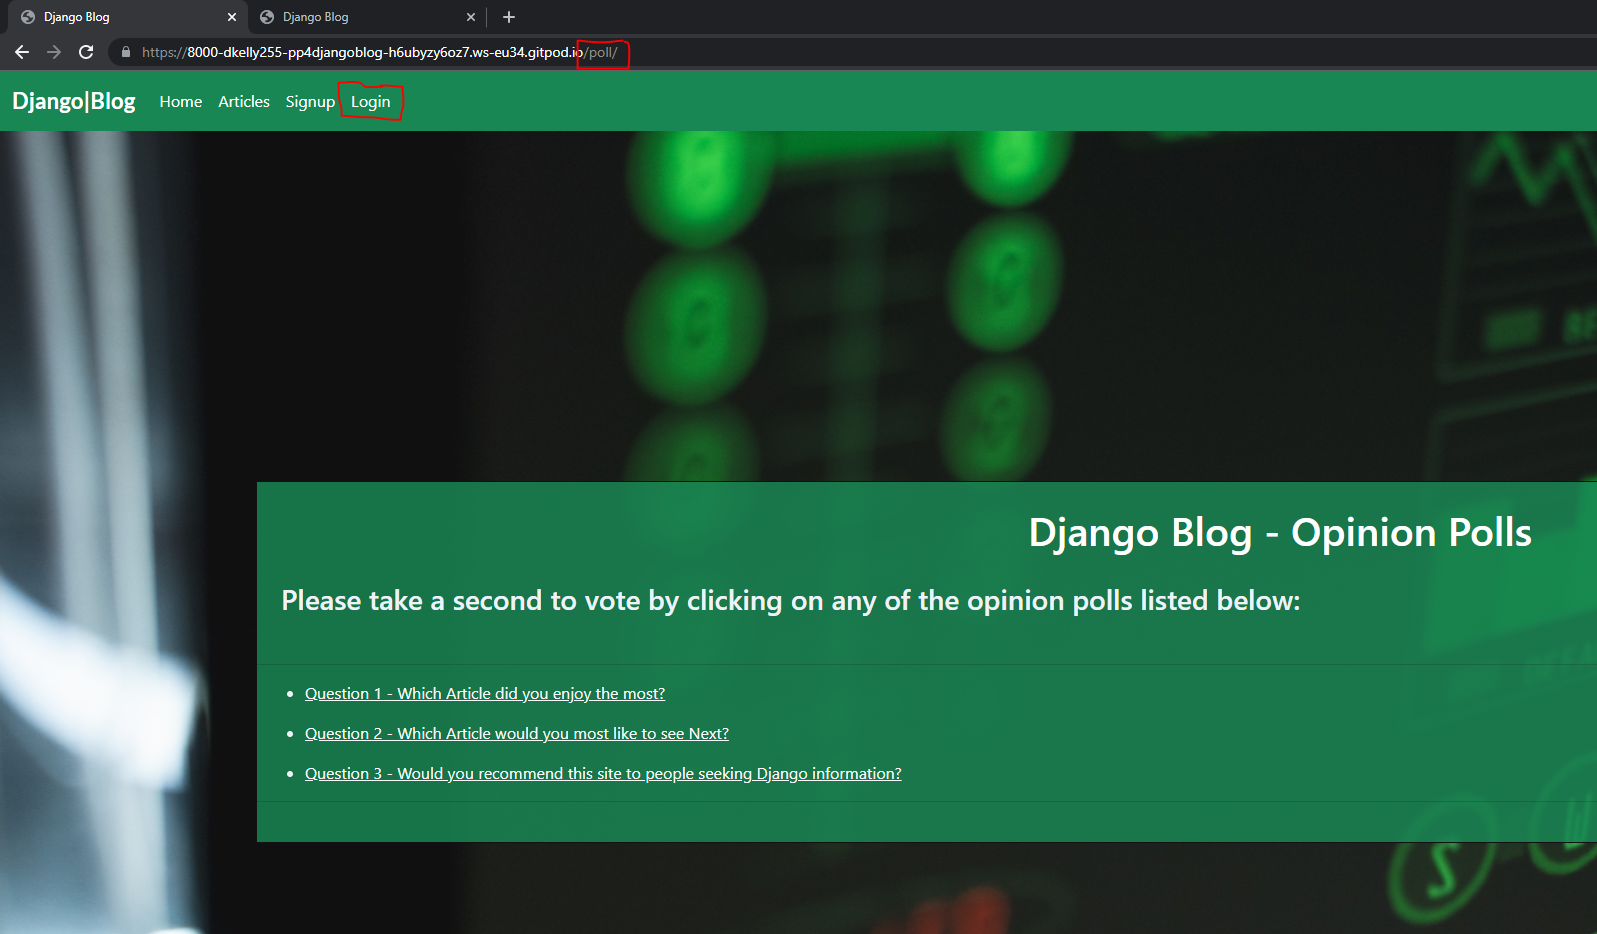 Django Blog
Django Blog
https://8000-dkelly255-pp4djangoblog-h6ubyzy6oz7.ws-eu34.gitpod.io/poll/
Django|Blog Home Articles Signup Login
Django Blog - Opinion Polls
Please take a second to vote by clicking on any of the opinion polls listed below:
Question 1 - Which Article did you enjoy the most?
Question 2 - Which Article would you most like to see Next?
Question 3 - Would you recommend this site to people seeking Django information?
S